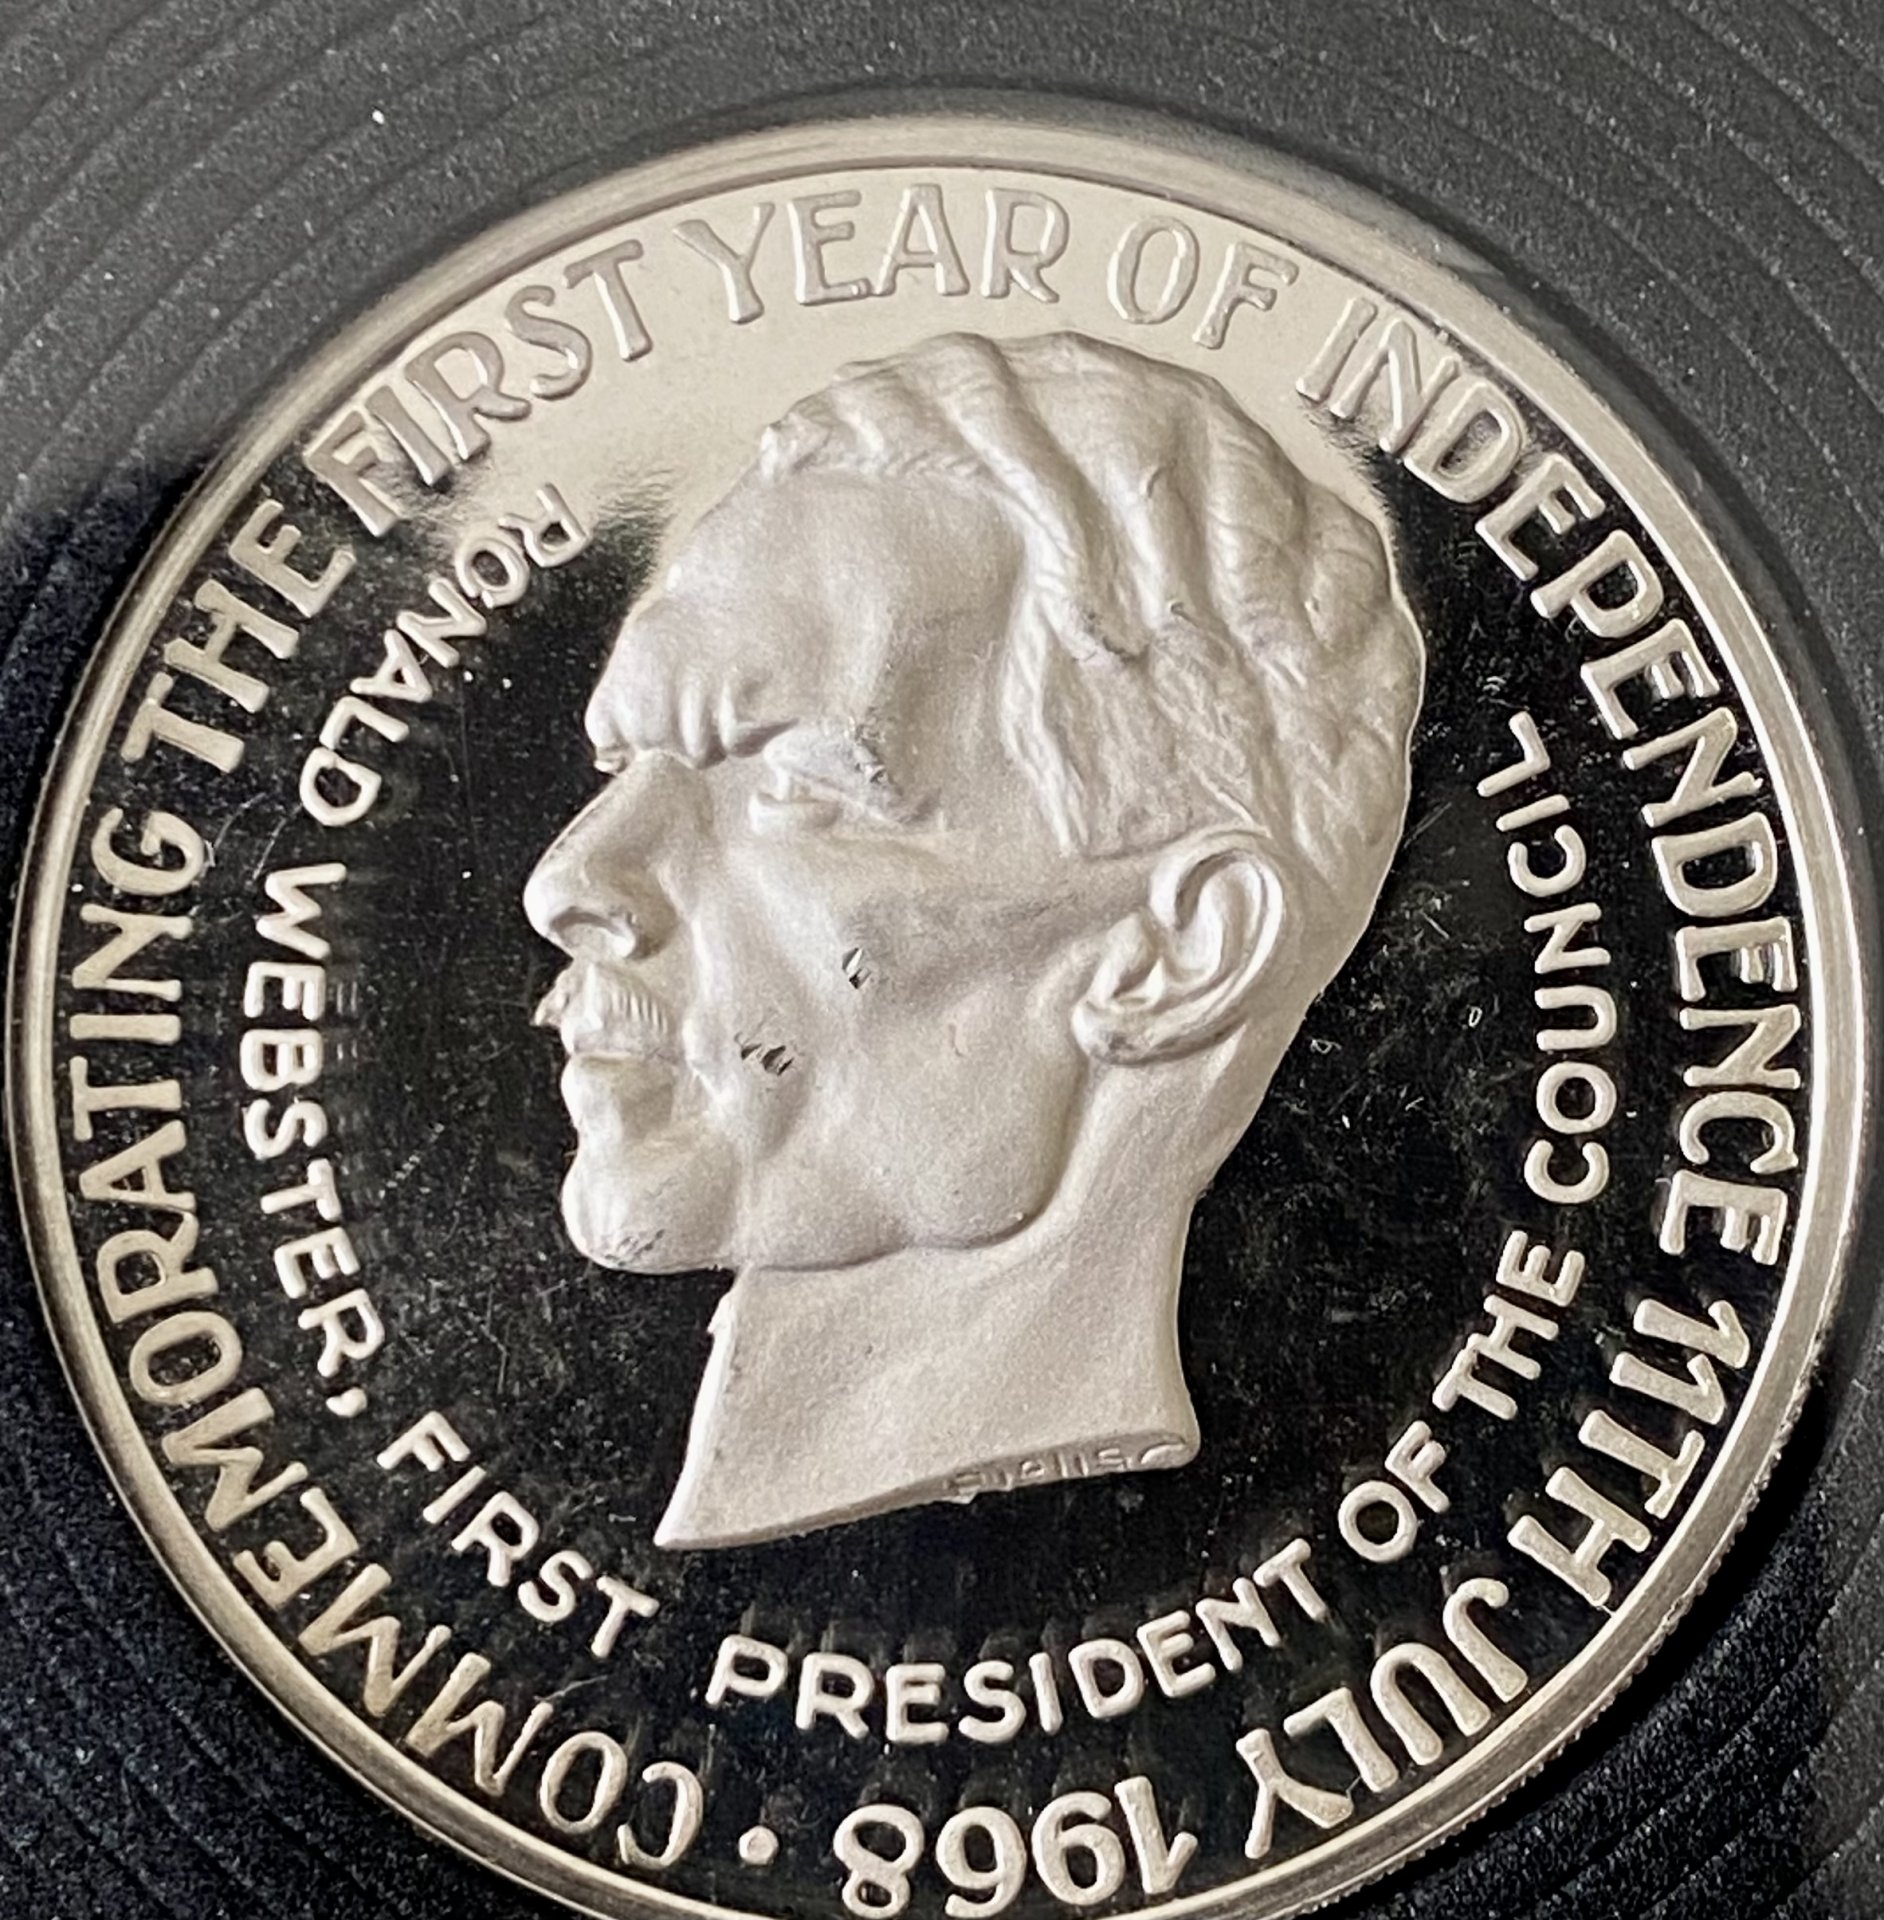 COMMEMORATING THE FIRST YEAR OF INDEPENDENCE 11TH JULY 1968 •
RONALD WEBSTER, FIRST PRESIDENT OF THE COUNCIL